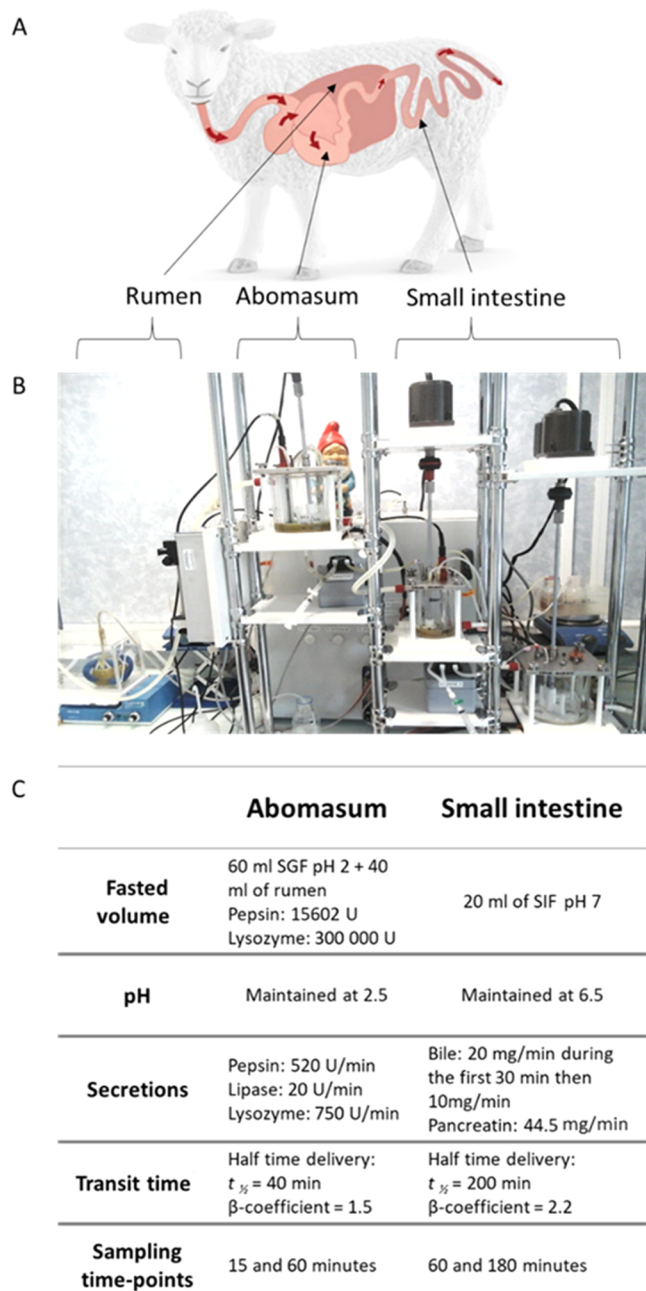 A
Rumen Abomasum Small intestine
B
C
Abomasum Small intestine
Fasted volume
60 ml SGF pH 2 + 40
ml of rumen
Pepsin: 15602 U
Lysozyme: 300 000 U
20 ml of SIF pH 7
pH
Maintained at 2.5
Maintained at 6.5
Secretions
Pepsin: 520 U/min
Lipase: 20 U/min
Lysozyme: 750 U/min
Bile: 20 mg/min during
the first 30 min then
10mg/min
Pancreatin: 44.5 mg/min
Transit time
Half time delivery:
t ½ = 40 min
β-coefficient = 1.5
Half time delivery:
t ½ = 200 min
β-coefficient = 2.2
Sampling
time-points
15 and 60 minutes
60 and 180 minutes